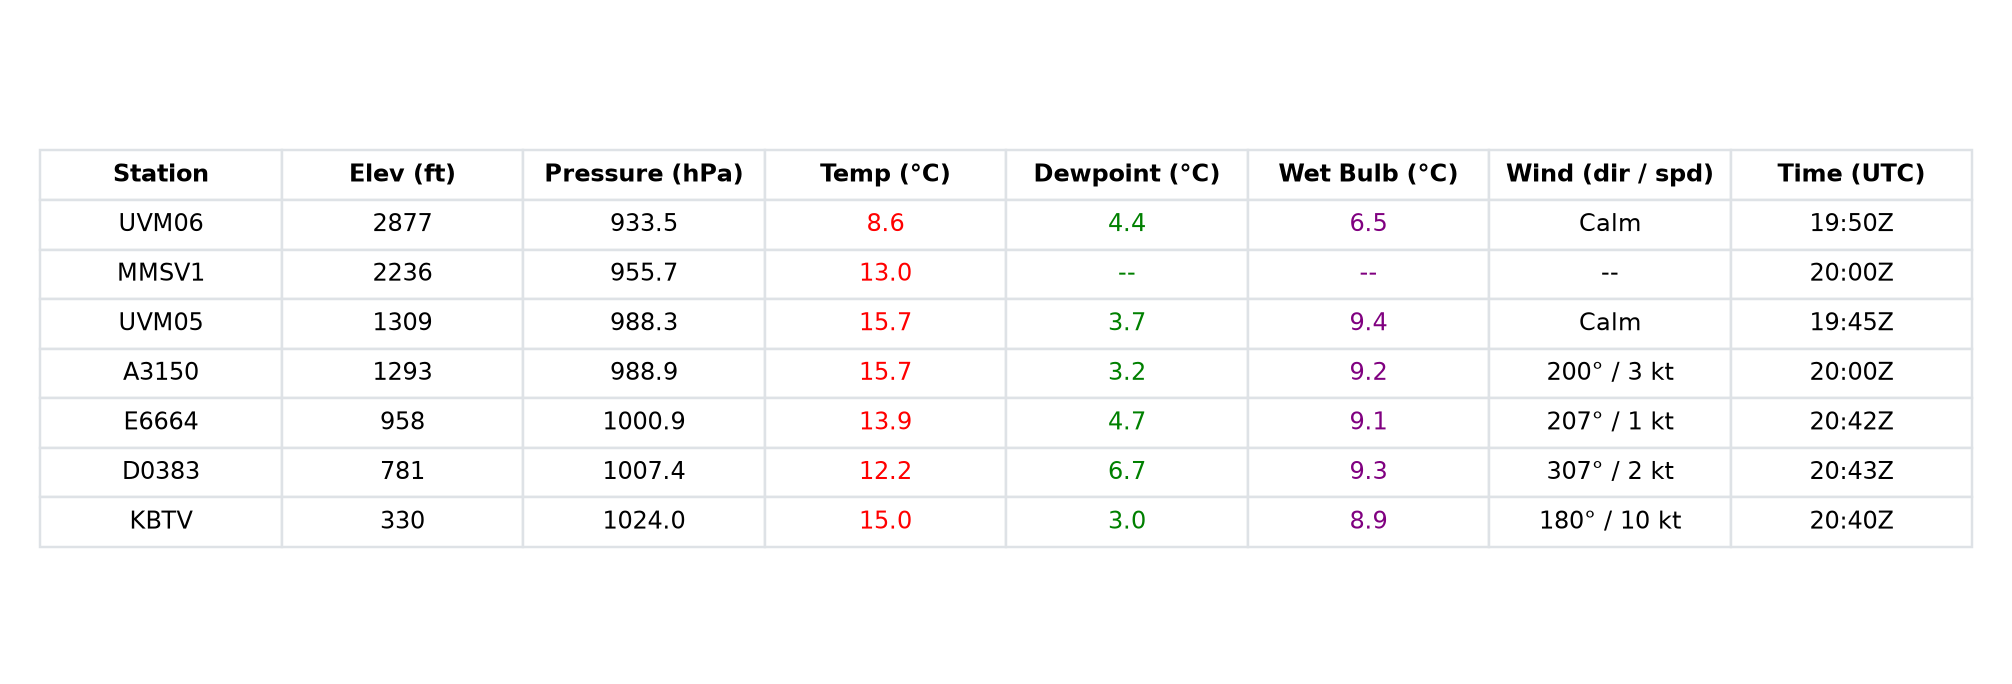 Station Elev (ft) Pressure (hPa) Temp (°C) Dewpoint (°C) Wet Bulb (°C) Wind (dir / spd) Time (UTC)
UVM06 2877 933.5 8.6 4.4 6.5 Calm 19:50Z
MMSV1 2236 955.7 13.0 -- -- -- 20:00Z
UVM05 1309 988.3 15.7 3.7 9.4 Calm 19:45Z
A3150 1293 988.9 15.7 3.2 9.2 200° / 3 kt 20:00Z
E6664 958 1000.9 13.9 4.7 9.1 207° / 1 kt 20:42Z
D0383 781 1007.4 12.2 6.7 9.3 307° / 2 kt 20:43Z
KBTV 330 1024.0 15.0 3.0 8.9 180° / 10 kt 20:40Z